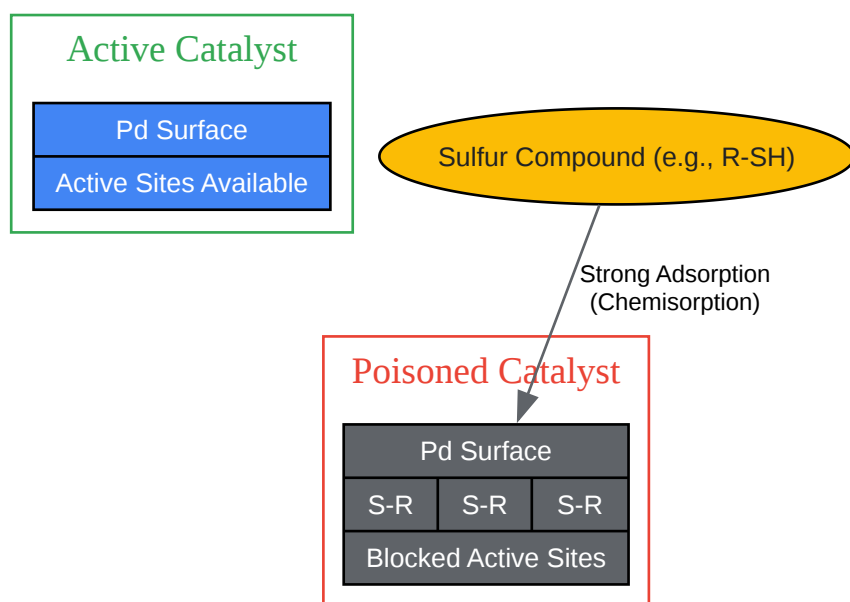 Active Catalyst
Pd Surface
Active Sites Available
Sulfur Compound (e.g., R-SH)
Strong Adsorption
(Chemisorption)
Poisoned Catalyst
Pd Surface
S-R S-R S-R
Blocked Active Sites